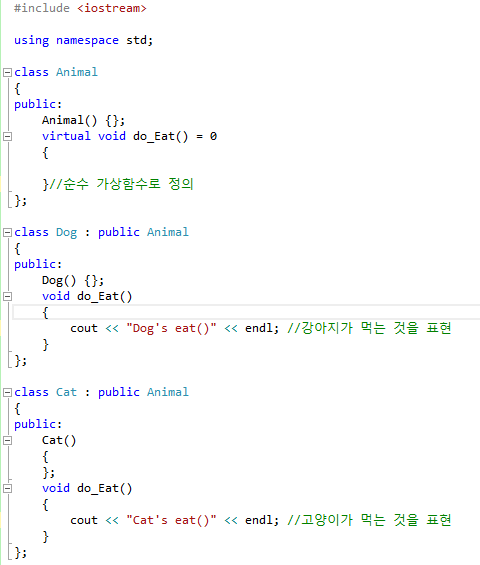 #include <iostream>
using namespace std;
class Animal
{
public:
    Animal() {};
    virtual void do_Eat() = 0
    {
    }//순수 가상함수로 정의
};
class Dog : public Animal
{
public:
    Dog() {};
    void do_Eat()
    {
        cout << "Dog's eat()" << endl; //강아지가 먹는 것을 표현
    }
};
class Cat : public Animal
{
public:
    Cat()
    {
    };
    void do_Eat()
    {
        cout << "Cat's eat()" << endl; //고양이가 먹는 것을 표현
    }
};